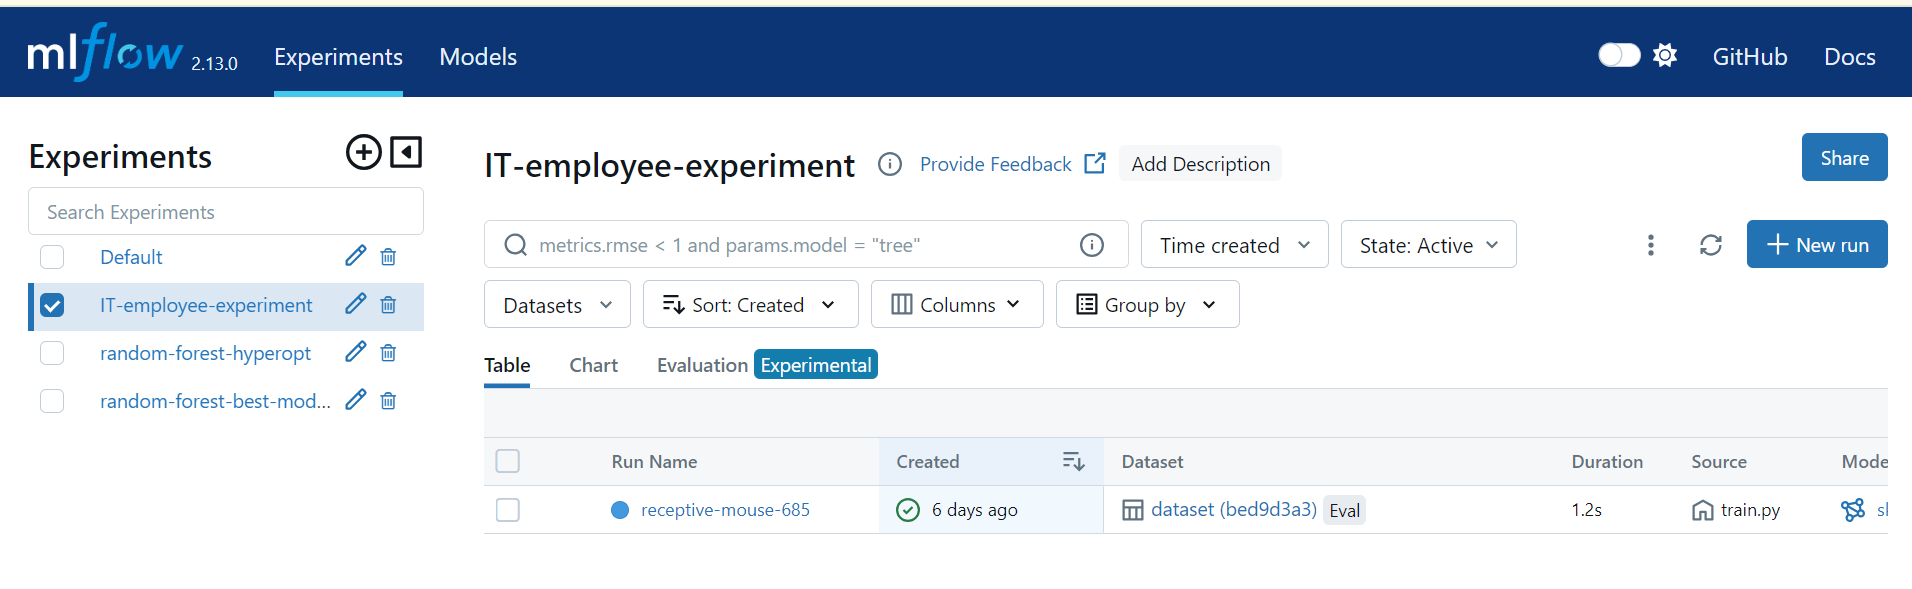 mlflow 2.13.0 Experiments Models GitHub Docs
Experiments
Search Experiments
Default
IT-employee-experiment
random-forest-hyperopt
random-forest-best-mod...
IT-employee-experiment Provide Feedback Add Description Share
metrics.rmse < 1 and params.model = "tree" Time created State: Active New run
Datasets Sort: Created Columns Group by
Table Chart Evaluation Experimental
Run Name Created Dataset Duration Source Mode
receptive-mouse-685 6 days ago dataset (bed9d3a3) Eval 1.2s train.py